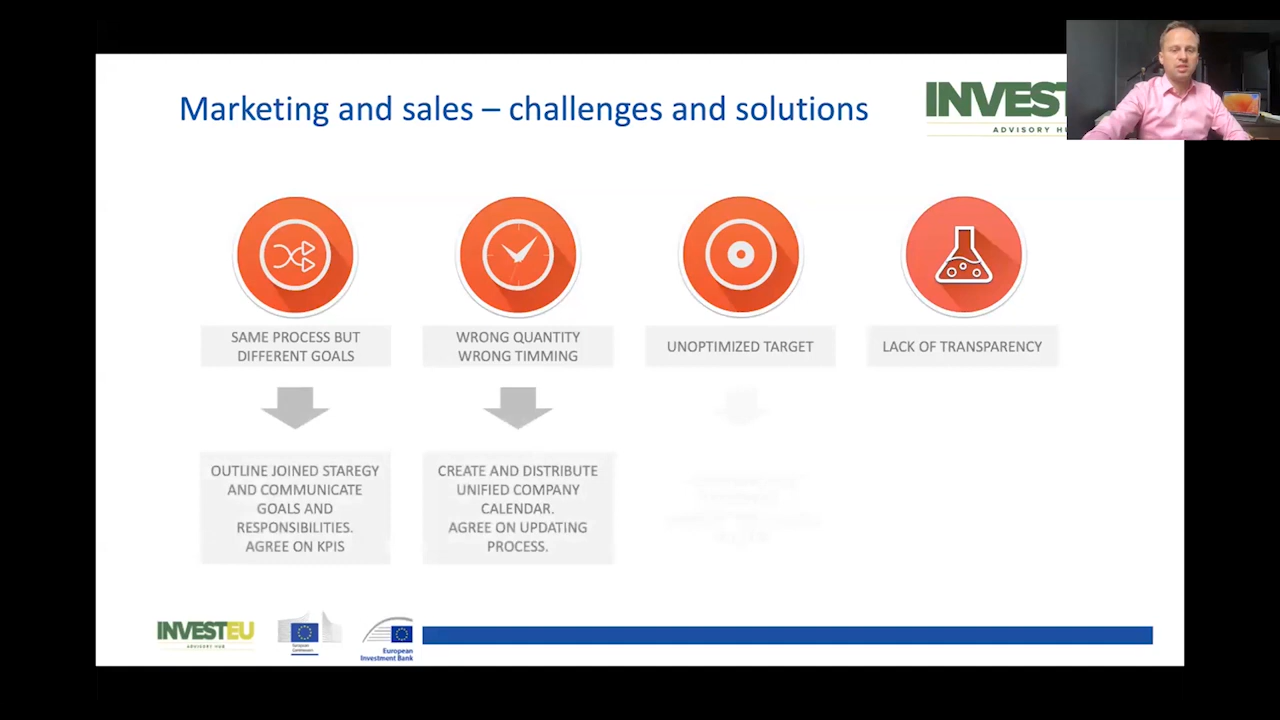 Marketing and sales – challenges and solutions
INVEST
ADVISORY
SAME PROCESS BUT
DIFFERENT GOALS
WRONG QUANTITY
WRONG TIMMING
UNOPTIMIZED TARGET
LACK OF TRANSPARENCY
OUTLINE JOINED STAREGY
AND COMMUNICATE
GOALS AND
RESPONSIBILITIES.
AGREE ON KPIS
CREATE AND DISTRIBUTE
UNIFIED COMPANY
CALENDAR.
AGREE ON UPDATING
PROCESS.
INVESTEU
ADVISORY HUB
European
Commission
European
Investment Bank